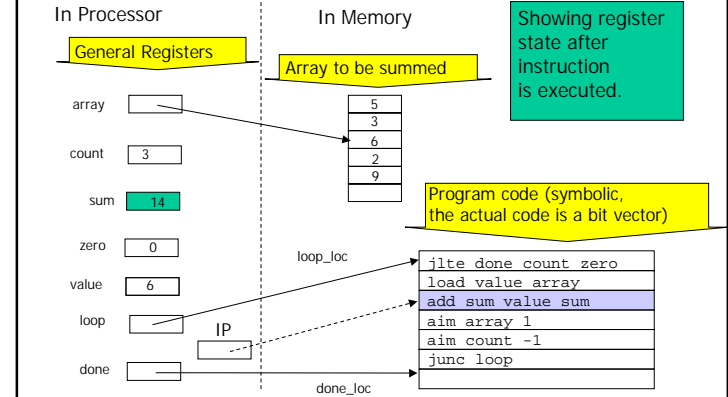 In Processor
In Memory
Showing register
state after
instruction
is executed.
General Registers
Array to be summed
array
5
3
6
2
9
count
3
sum
14
Program code (symbolic,
the actual code is a bit vector)
zero
0
value
6
loop
IP
done
loop_loc
jlte done count zero
load value array
add sum value sum
aim array 1
aim count -1
junc loop
done_loc